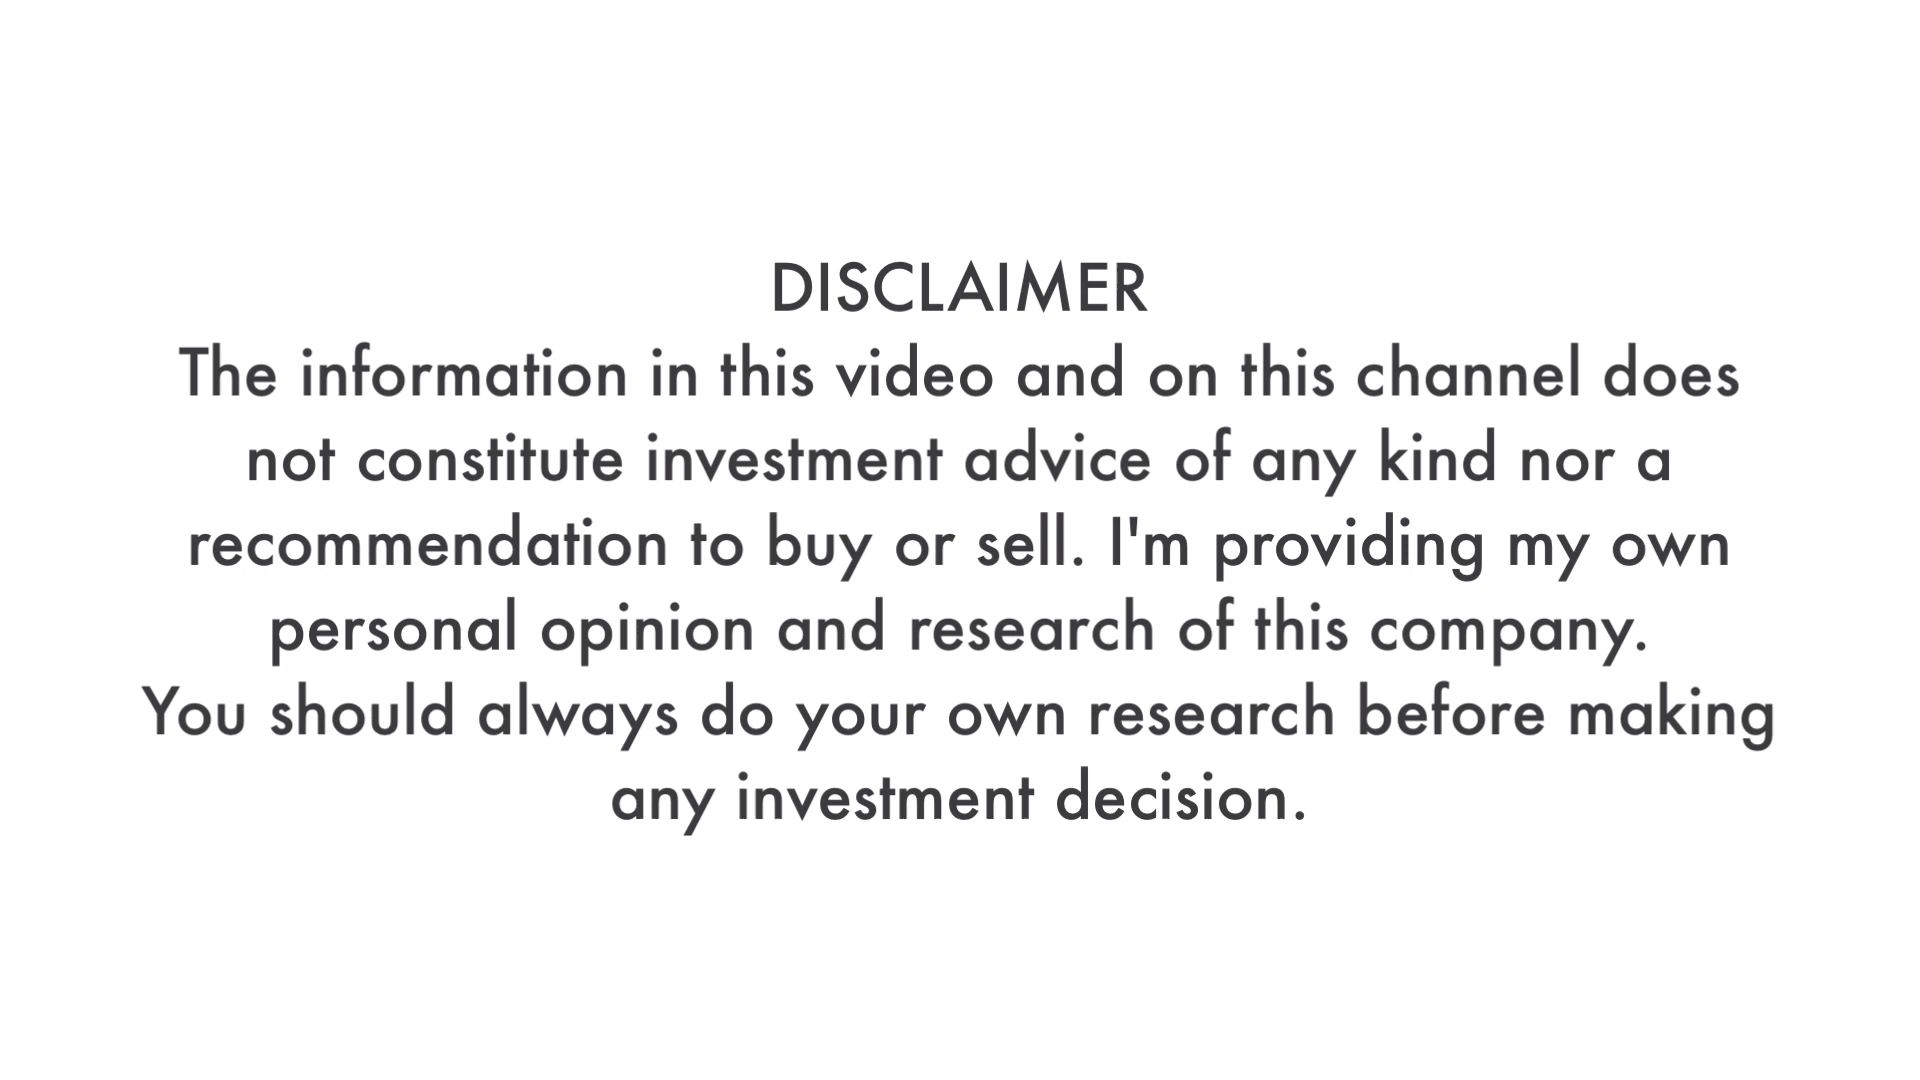 DISCLAIMER
The information in this video and on this channel does
not constitute investment advice of any kind nor a
recommendation to buy or sell. I'm providing my own
personal opinion and research of this company.
You should always do your own research before making
any investment decision.